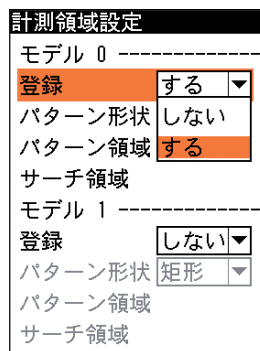 計測領域設定
モデル 0 -------------
登録 する ▼
パターン形状 しない
パターン領域 する
サーチ領域
モデル 1 -------------
登録 しない ▼
パターン形状 矩形 ▼
パターン領域
サーチ領域